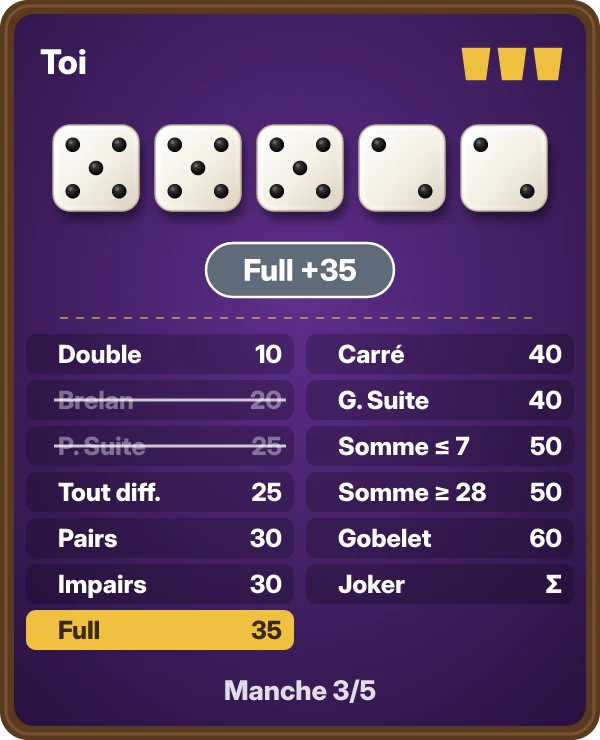 Toi
Full +35
Double 10
Brelan 20
P. Suite 25
Tout diff. 25
Pairs 30
Impairs 30
Full 35
Carré 40
G. Suite 40
Somme ≤ 7 50
Somme ≥ 28 50
Gobelet 60
Joker Σ
Manche 3/5